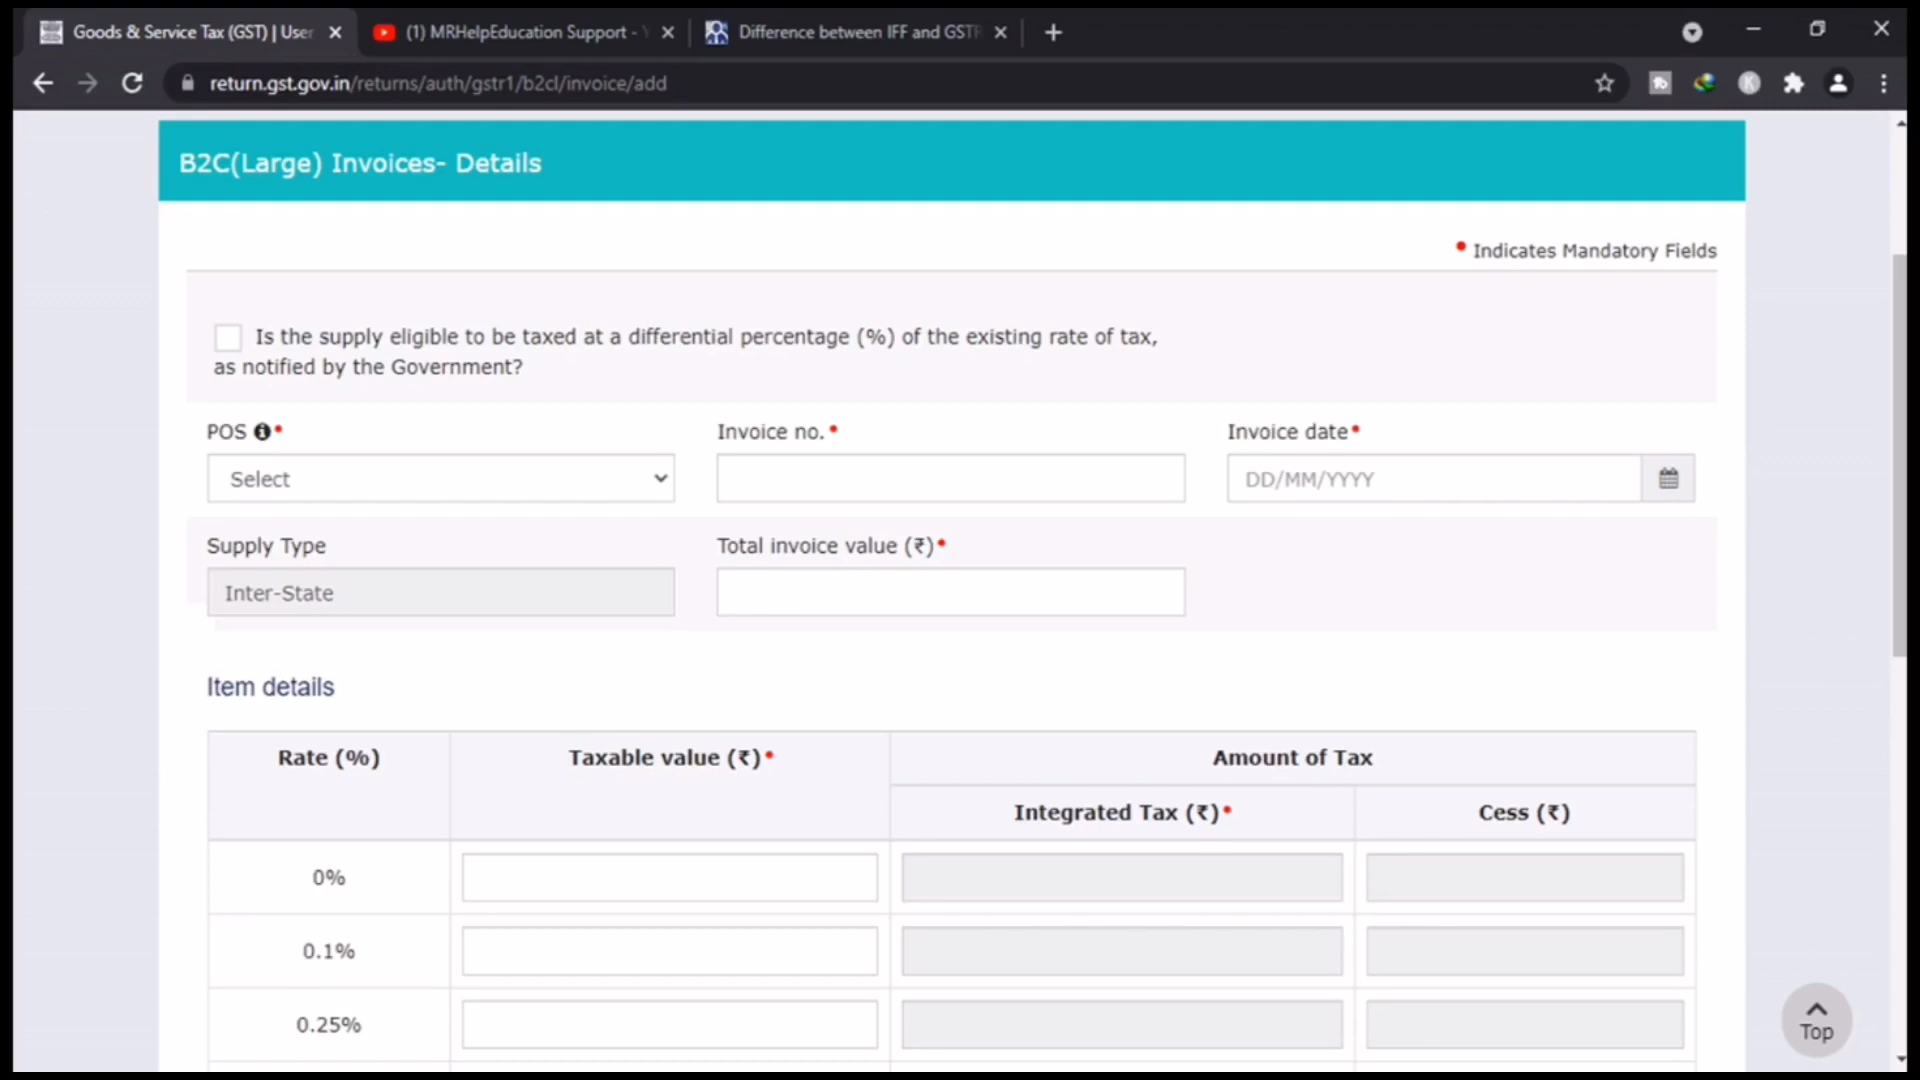 Goods & Service Tax (GST) | User
(1) MRHelpEducation Support -
Difference between IFF and GSTR
return.gst.gov.in/returns/auth/gstr1/b2cl/invoice/add
B2C(Large) Invoices- Details
• Indicates Mandatory Fields
Is the supply eligible to be taxed at a differential percentage (%) of the existing rate of tax,
as notified by the Government?
POS •
Invoice no. •
Invoice date•
Select
DD/MM/YYYY
Supply Type
Total invoice value (₹)•
Inter-State
Item details
Rate (%)
Taxable value (₹)•
Amount of Tax
Integrated Tax (₹)•
Cess (₹)
0%
0.1%
0.25%
Top